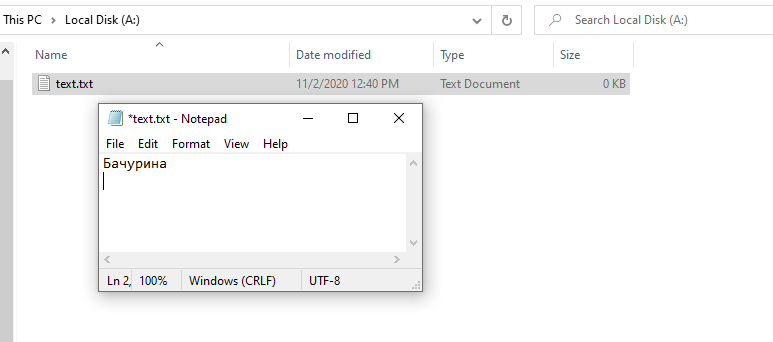 This PC > Local Disk (A:)
Search Local Disk (A:)
Name Date modified Type Size
text.txt 11/2/2020 12:40 PM Text Document 0 KB
*text.txt - Notepad
File Edit Format View Help
Бачурина
Ln 2, 100% Windows (CRLF) UTF-8